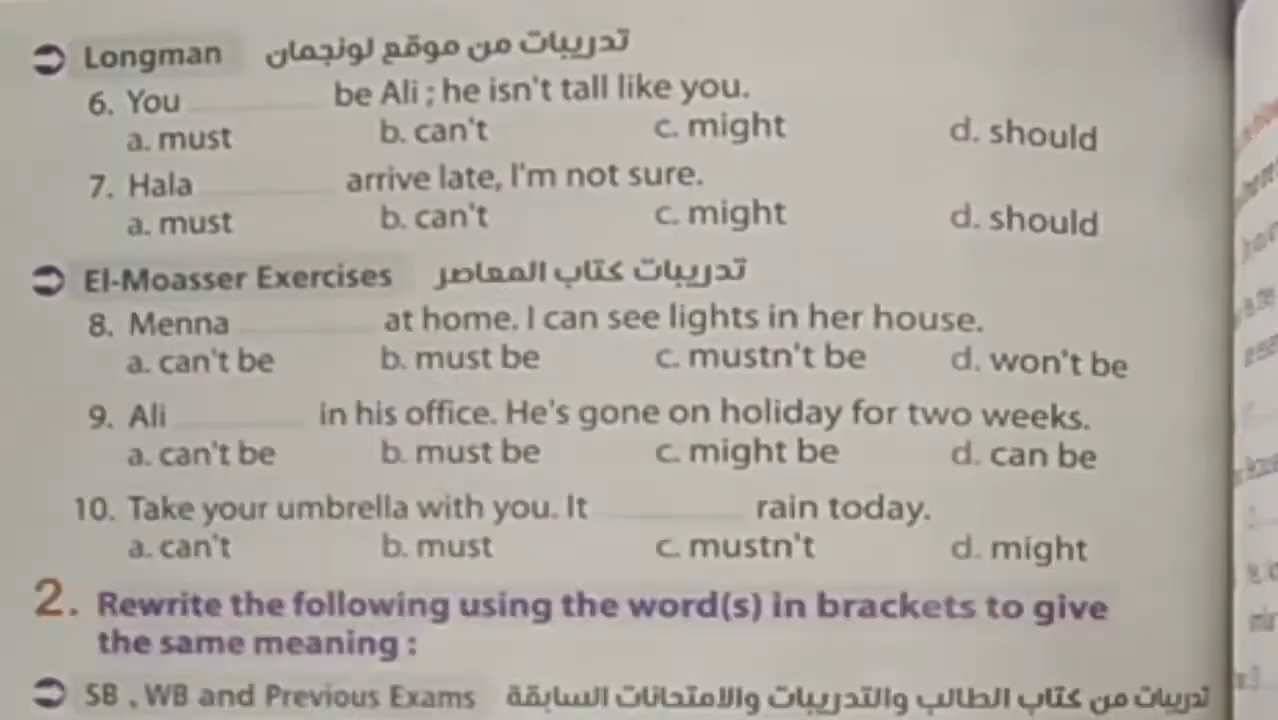 Longman تدريبات من موقع لونجمان
6. You ________ be Ali ; he isn't tall like you.
a. must b. can't c. might d. should
7. Hala ________ arrive late, I'm not sure.
a. must b. can't c. might d. should
El-Moasser Exercises تدريبات كتاب المعاصر
8. Menna ________ at home. I can see lights in her house.
a. can't be b. must be c. mustn't be d. won't be
9. Ali ________ in his office. He's gone on holiday for two weeks.
a. can't be b. must be c. might be d. can be
10. Take your umbrella with you. It ________ rain today.
a. can't b. must c. mustn't d. might
2. Rewrite the following using the word(s) in brackets to give
the same meaning :
SB , WB and Previous Exams تدريبات من كتاب الطالب والتدريبات والامتحانات السابقة